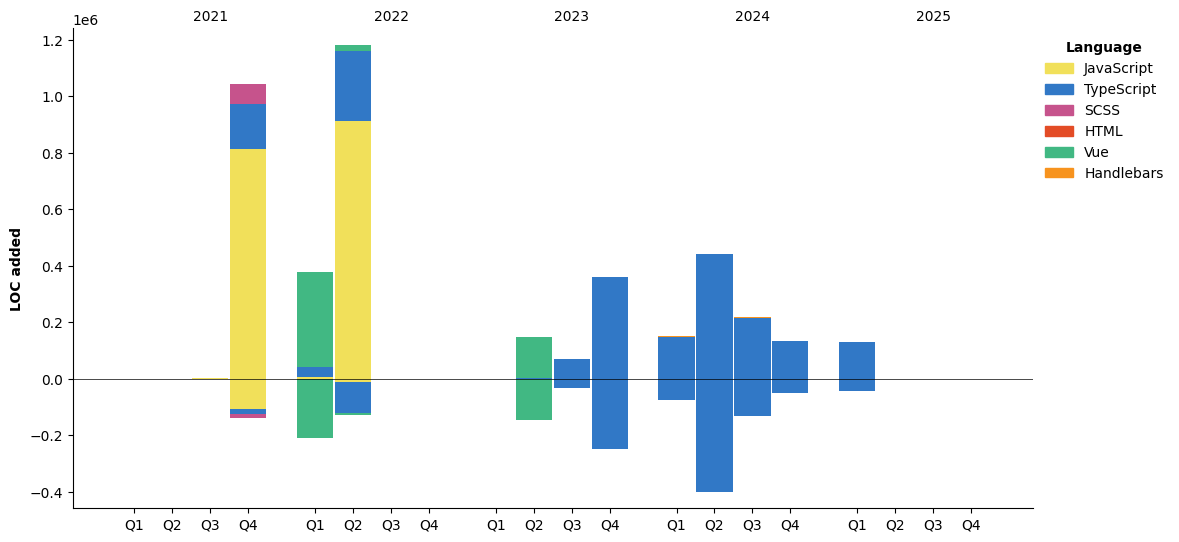 1e6
2021 2022 2023 2024 2025
1.2
1.0
0.8
0.6
0.4
0.2
0.0
−0.2
−0.4
LOC added
Q1 Q2 Q3 Q4 Q1 Q2 Q3 Q4 Q1 Q2 Q3 Q4 Q1 Q2 Q3 Q4 Q1 Q2 Q3 Q4
Language
JavaScript
TypeScript
SCSS
HTML
Vue
Handlebars